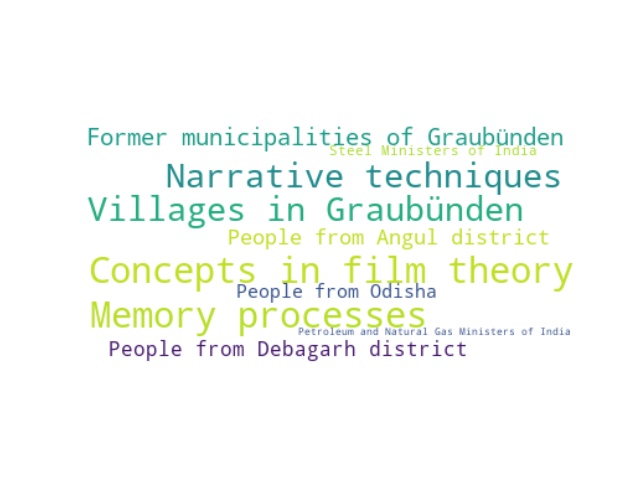 Former municipalities of Graubünden
Steel Ministers of India
Narrative techniques
Villages in Graubünden
People from Angul district
Concepts in film theory
People from Odisha
Memory processes
Petroleum and Natural Gas Ministers of India
People from Debagarh district